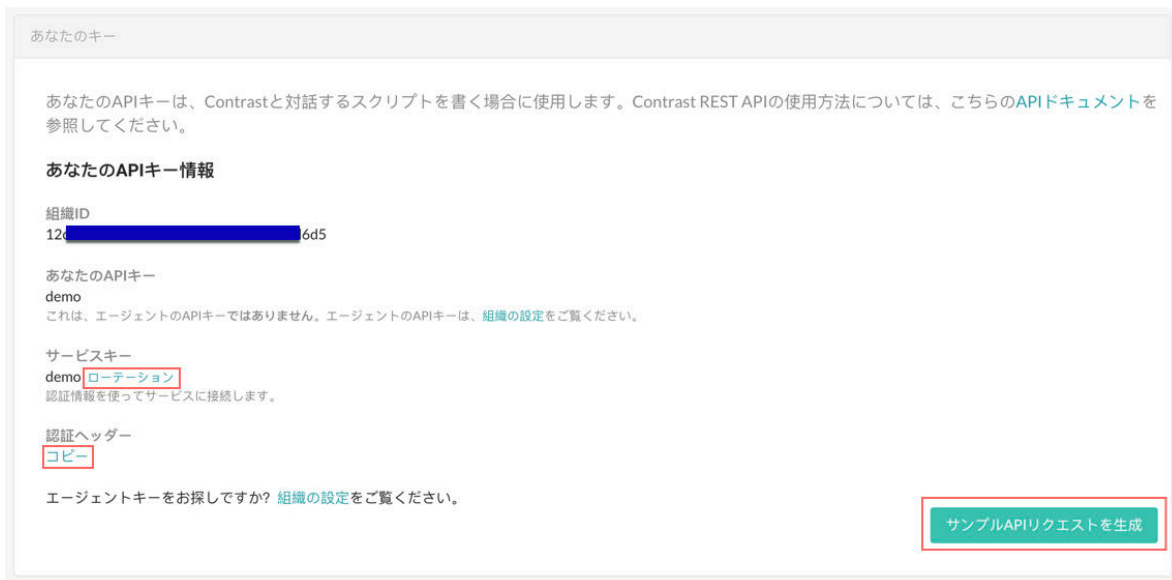 あなたのキー
あなたのAPIキーは、Contrastと対話するスクリプトを書く場合に使用します。Contrast REST APIの使用方法については、こちらのAPIドキュメントを
参照してください。
あなたのAPIキー情報
組織ID
12 6d5
あなたのAPIキー
demo
これは、エージェントのAPIキーではありません。エージェントのAPIキーは、組織の設定をご覧ください。
サービスキー
demo ローテーション
認証情報を使ってサービスに接続します。
認証ヘッダー
コピー
エージェントキーをお探しですか? 組織の設定をご覧ください。
サンプルAPIリクエストを生成